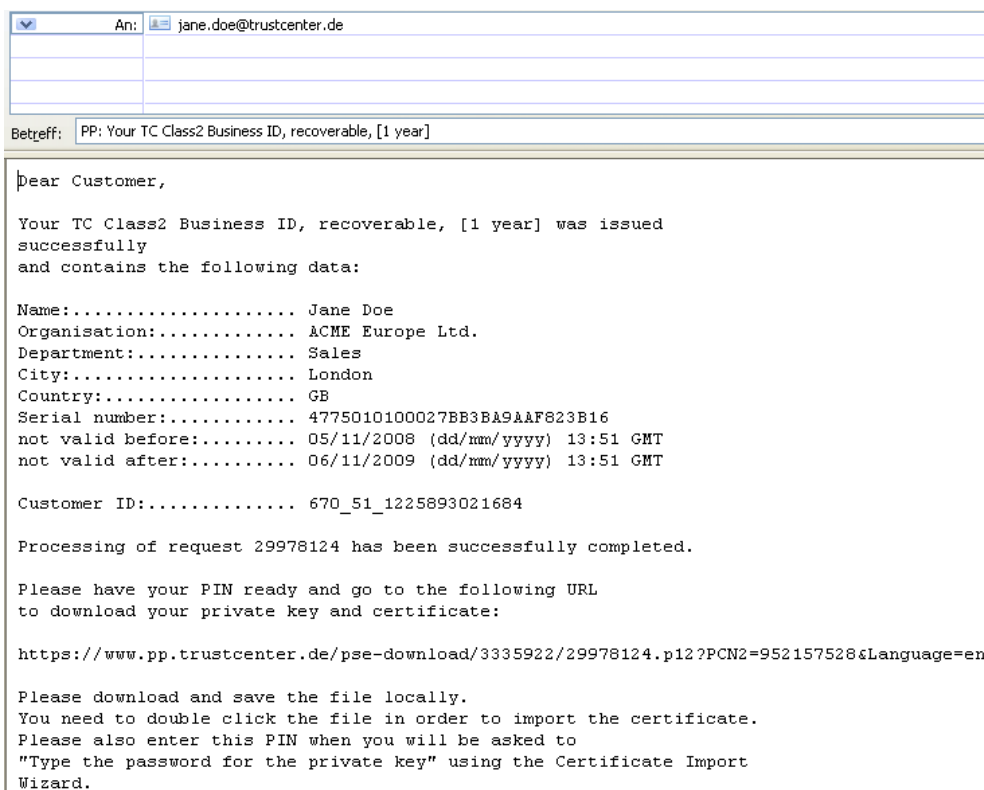 An: jane.doe@trustcenter.de
Betreff: PP: Your TC Class2 Business ID, recoverable, [1 year]
Dear Customer,
Your TC Class2 Business ID, recoverable, [1 year] was issued
successfully
and contains the following data:
Name:..................... Jane Doe
Organisation:............. ACME Europe Ltd.
Department:............... Sales
City:..................... London
Country:.................. GB
Serial number:............ 4775010100027BB3BA9AAF823B16
not valid before:......... 05/11/2008 (dd/mm/yyyy) 13:51 GMT
not valid after:.......... 06/11/2009 (dd/mm/yyyy) 13:51 GMT
Customer ID:.............. 670_51_1225893021684
Processing of request 29978124 has been successfully completed.
Please have your PIN ready and go to the following URL
to download your private key and certificate:
https://www.pp.trustcenter.de/pse-download/3335922/29978124.p12?PCN2=952157528&Language=en
Please download and save the file locally.
You need to double click the file in order to import the certificate.
Please also enter this PIN when you will be asked to
"Type the password for the private key" using the Certificate Import
Wizard.